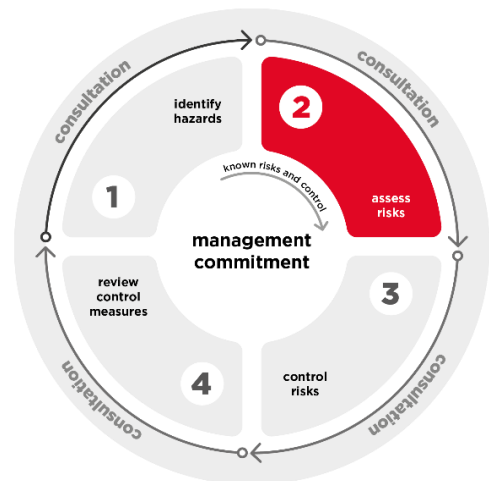 consultation
consultation
identify
hazards
2
known risks and control
1
assess
risks
management
commitment
review
control
measures
3
4
control
risks
consultation
consultation